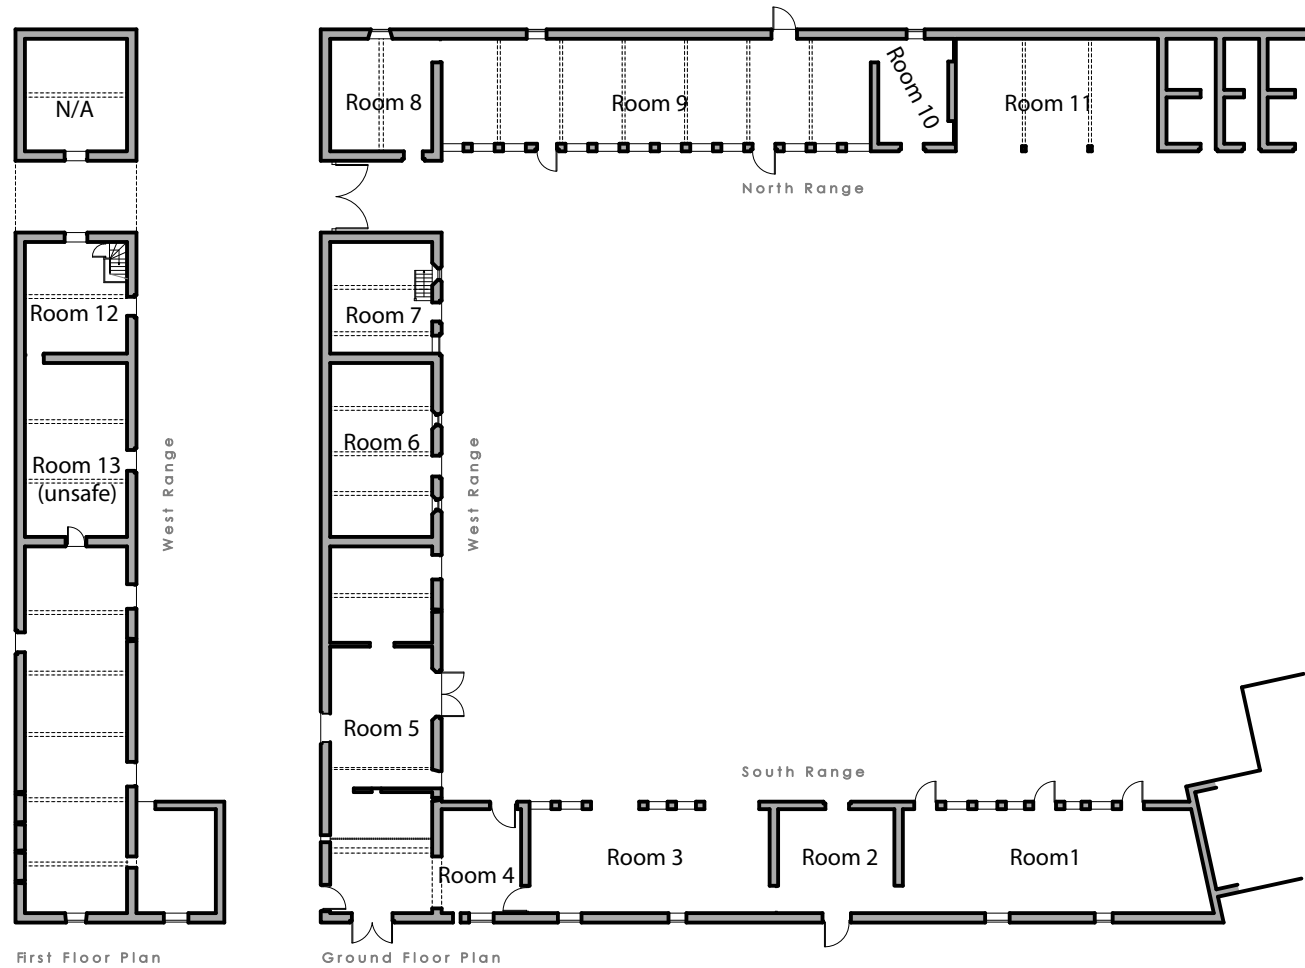 N/A
Room 8
Room 9
Room 10
Room 11
North Range
Room 12
Room 7
Room 13
(unsafe)
West Range
Room 6
West Range
Room 5
South Range
Room 4
Room 3
Room 2
Room1
First Floor Plan
Ground Floor Plan